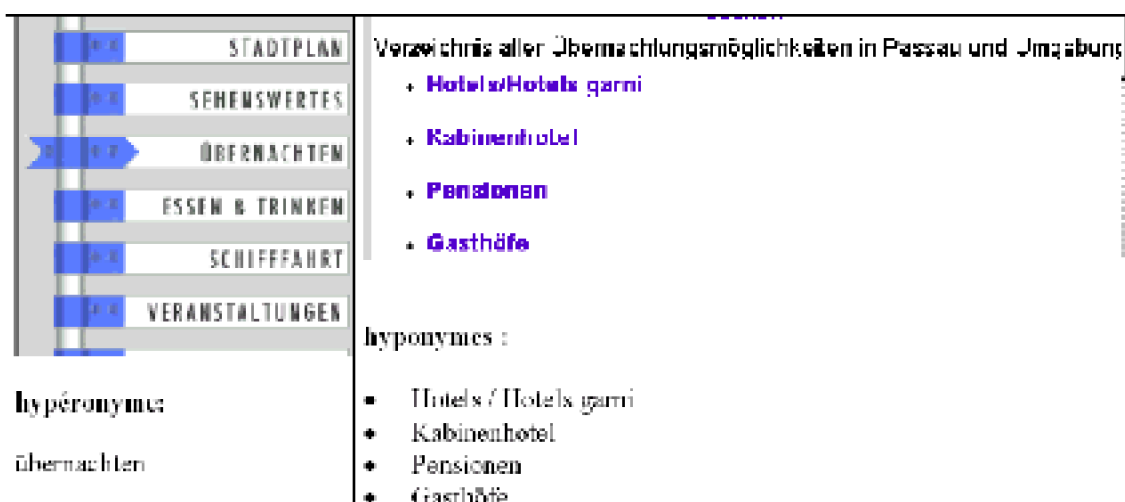 STADTPLAN
SEHENSWERTES
ÜBERNACHTEN
ESSEN & TRINKEN
SCHIFFFAHRT
VERANSTALTUNGEN
hypéronyme:
übernachten
Verzeichnis aller Übernachtungsmöglichkeiten in Passau und Umgebung
• Hotels/Hotels garni
• Kabinenhotel
• Pensionen
• Gasthöfe
hyponymes :
• Hotels / Hotels garni
• Kabinenhotel
• Pensionen
• Gasthöfe